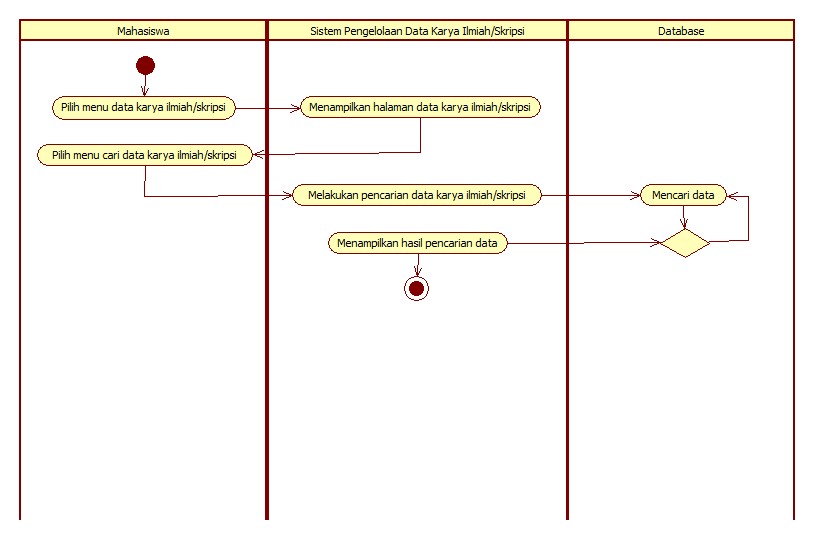 Mahasiswa
Sistem Pengelolaan Data Karya Ilmiah/Skripsi
Database
Pilih menu data karya ilmiah/skripsi
Menampilkan halaman data karya ilmiah/skripsi
Pilih menu cari data karya ilmiah/skripsi
Melakukan pencarian data karya ilmiah/skripsi
Mencari data
Menampilkan hasil pencarian data